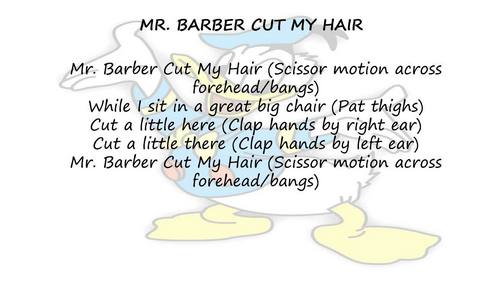 MR. BARBER CUT MY HAIR
Mr. Barber Cut My Hair (Scissor motion across
forehead/bangs)
While I sit in a great big chair (Pat thighs)
Cut a little here (Clap hands by right ear)
Cut a little there (Clap hands by left ear)
Mr. Barber Cut My Hair (Scissor motion across
forehead/bangs)